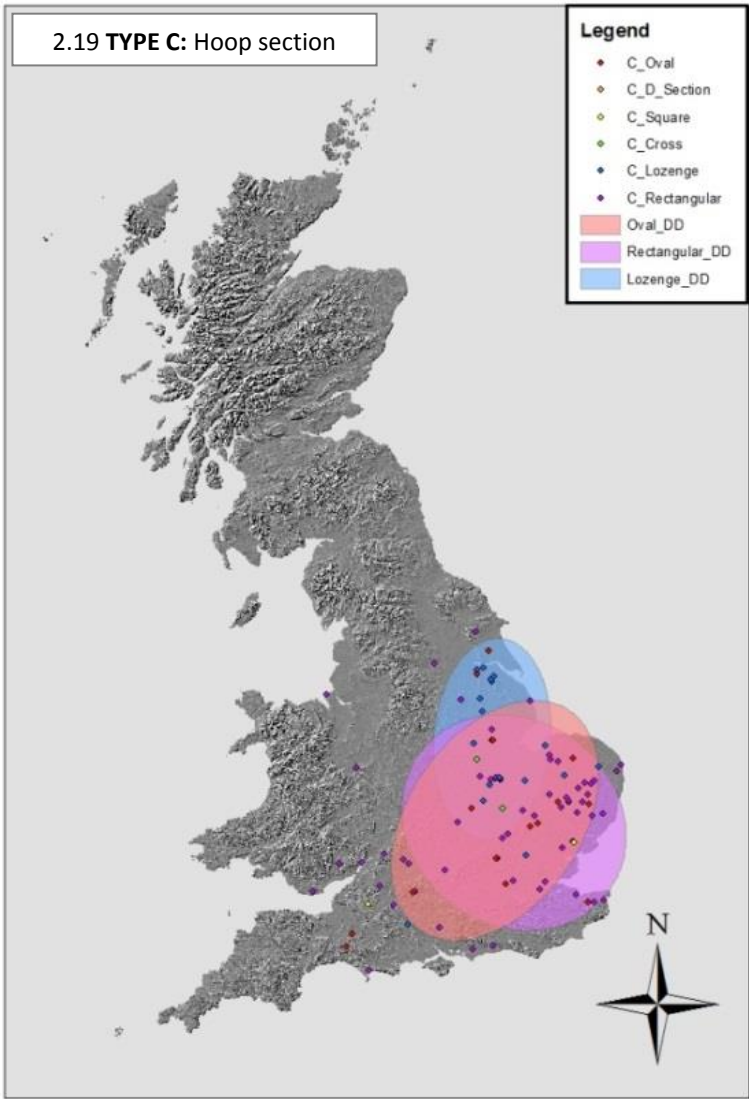 2.19 TYPE C: Hoop section
Legend
C_Oval
C_D_Section
C_Square
C_Cross
C_Lozenge
C_Rectangular
Oval_DD
Rectangular_DD
Lozenge_DD
N